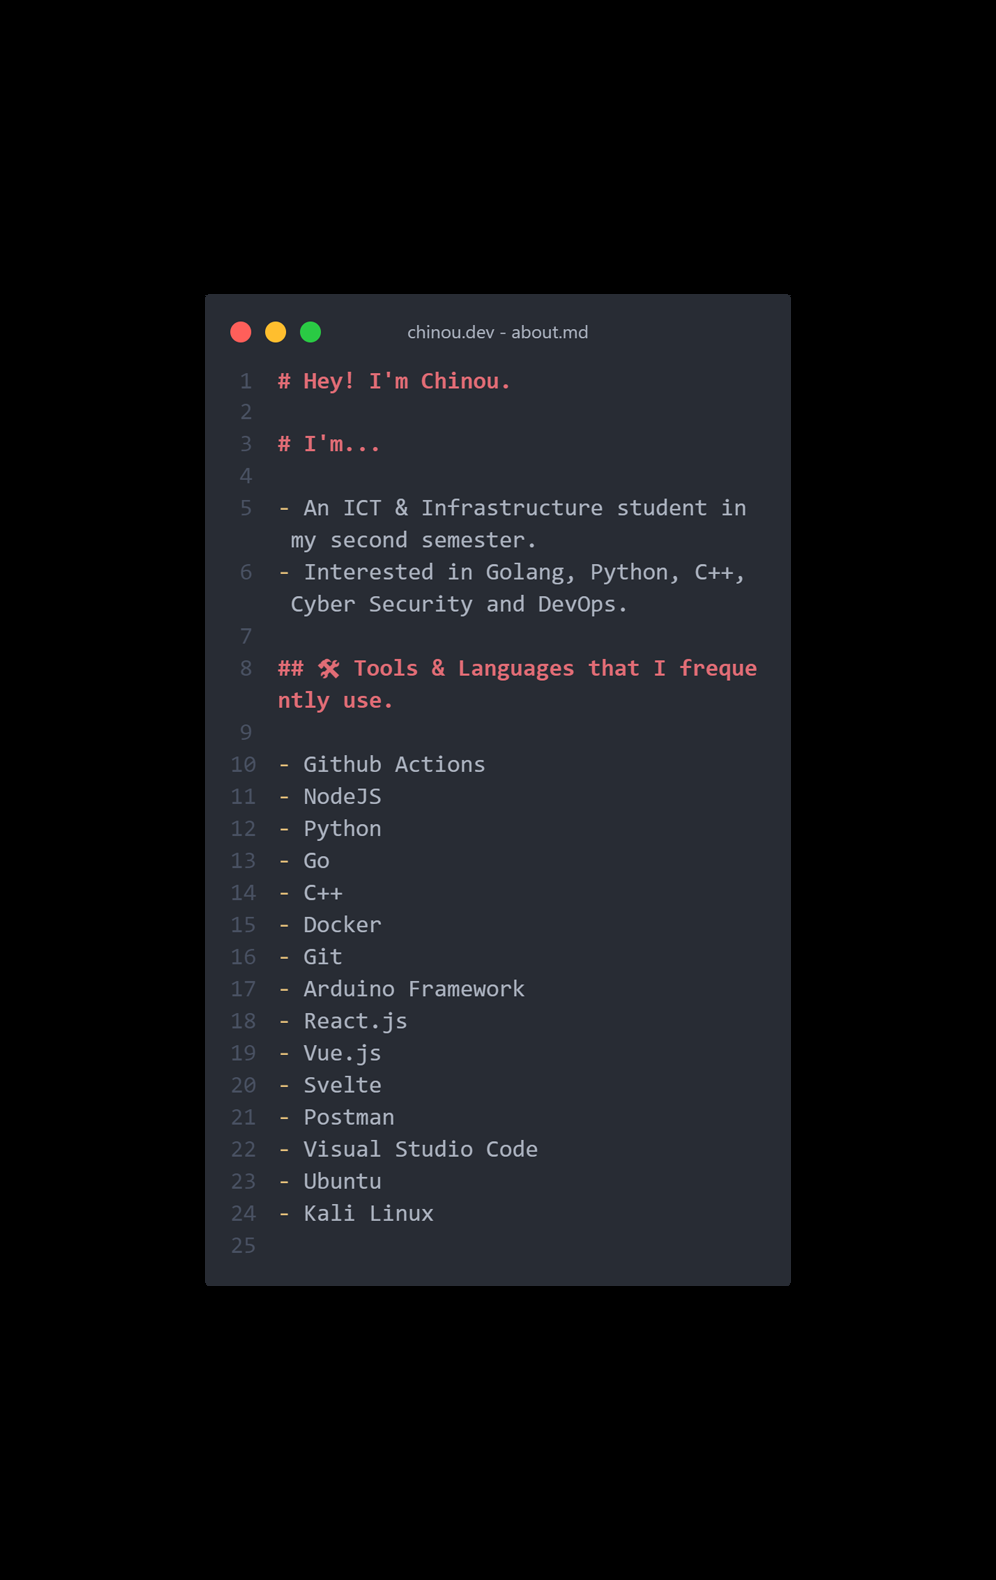 chinou.dev - about.md
1 # Hey! I'm Chinou.
2
3 # I'm...
4
5 - An ICT & Infrastructure student in
my second semester.
6 - Interested in Golang, Python, C++,
Cyber Security and DevOps.
7
8 ## 🛠 Tools & Languages that I freque
ntly use.
9
10 - Github Actions
11 - NodeJS
12 - Python
13 - Go
14 - C++
15 - Docker
16 - Git
17 - Arduino Framework
18 - React.js
19 - Vue.js
20 - Svelte
21 - Postman
22 - Visual Studio Code
23 - Ubuntu
24 - Kali Linux
25